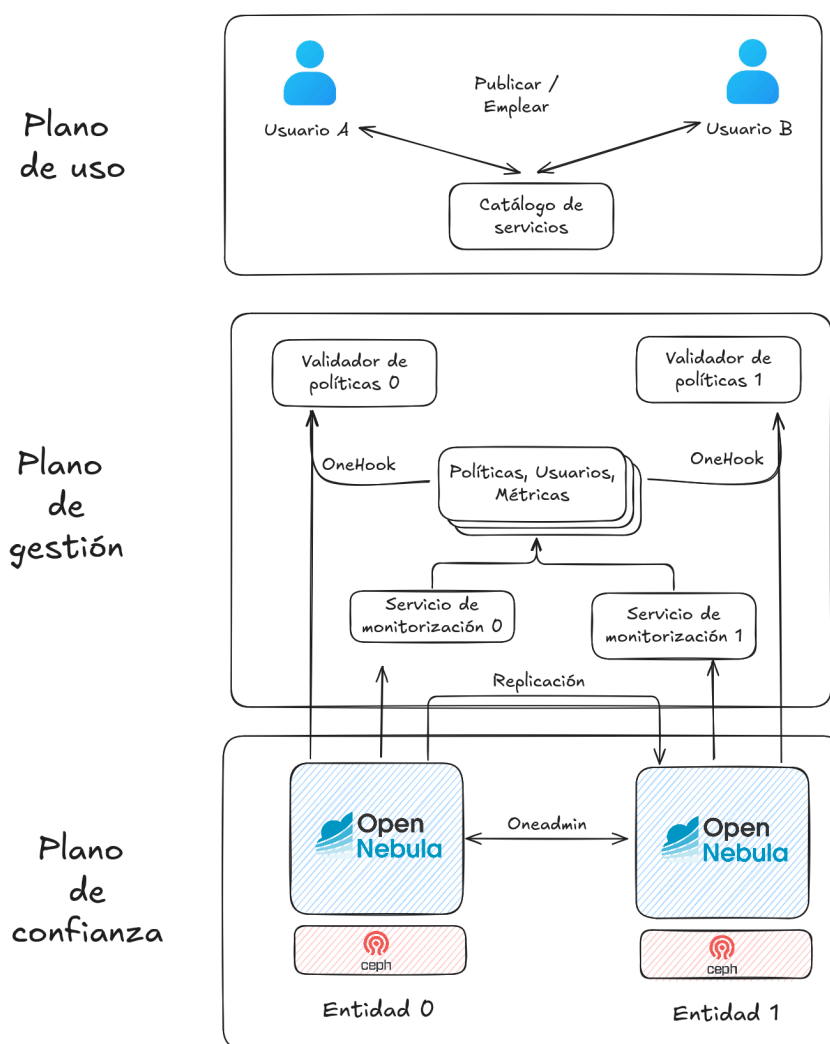 Plano
de uso
Usuario A
Publicar /
Emplear
Usuario B
Catálogo de
servicios
Plano
de
gestión
Validador de
políticas 0
Validador de
políticas 1
OneHook
Políticas, Usuarios,
Métricas
OneHook
Servicio de
monitorización 0
Servicio de
monitorización 1
Replicación
Plano
de
confianza
Open
Nebula
Oneadmin
Open
Nebula
ceph
ceph
Entidad 0
Entidad 1